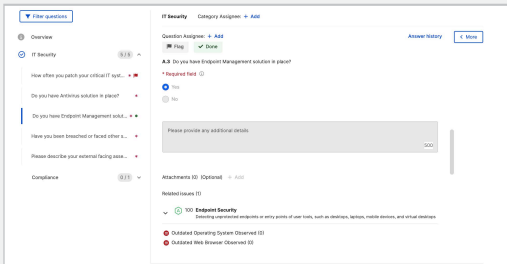 Filter questions
Overview
IT Security 5 / 5
How often you patch your critical IT syst...
Do you have Antivirus solution in place?
Do you have Endpoint Management solut...
Have you been breached or faced other s...
Please describe your external facing asse...
Compliance 0 / 1
IT Security Category Assignee: + Add
Question Assignee: + Add
Answer history
< More
Flag
Done
A.3 Do you have Endpoint Management solution in place?
* Required field
Yes
No
Please provide any additional details
500
Attachments (0) (Optional) + Add
Related issues (1)
A 100 Endpoint Security
Detecting unprotected endpoints or entry points of user tools, such as desktops, laptops, mobile devices, and virtual desktops
Outdated Operating System Observed (0)
Outdated Web Browser Observed (0)